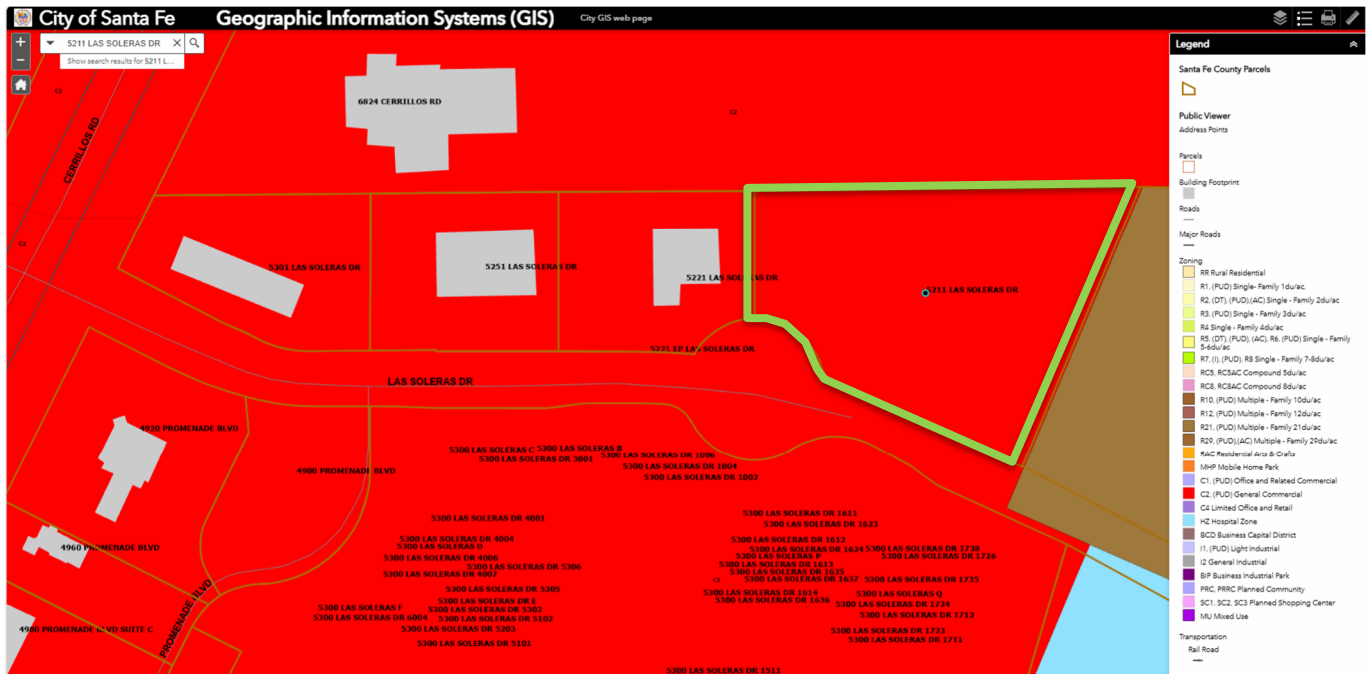 City of Santa Fe
Geographic Information Systems (GIS)
City GIS web page
+
5211 LAS SOLERAS DR
Show search results for 5211 L...
−
C2
CERRILLOS RD
C2
6824 CERRILLOS RD
C2
5301 LAS SOLERAS DR
5251 LAS SOLERAS DR
5221 LAS SOLERAS DR
5211 LAS SOLERAS DR
5221 EP LAS SOLERAS DR
LAS SOLERAS DR
4920 PROMENADE BLVD
4900 PROMENADE BLVD
4960 PROMENADE BLVD
PROMENADE BLVD
4980 PROMENADE BLVD SUITE C
5300 LAS SOLERAS C
5300 LAS SOLERAS B
5300 LAS SOLERAS DR 3001
5300 LAS SOLERAS DR 1006
5300 LAS SOLERAS DR 1004
5300 LAS SOLERAS DR 1002
5300 LAS SOLERAS DR 4001
5300 LAS SOLERAS DR 4004
5300 LAS SOLERAS D
5300 LAS SOLERAS DR 4006
5300 LAS SOLERAS DR 5306
5300 LAS SOLERAS DR 4007
5300 LAS SOLERAS DR 5305
5300 LAS SOLERAS DR E
5300 LAS SOLERAS F
5300 LAS SOLERAS DR 5302
5300 LAS SOLERAS DR 6004
5300 LAS SOLERAS DR 5102
5300 LAS SOLERAS DR 5203
5300 LAS SOLERAS DR 5101
5300 LAS SOLERAS DR 1611
5300 LAS SOLERAS DR 1623
5300 LAS SOLERAS DR 1612
5300 LAS SOLERAS DR 1624
5300 LAS SOLERAS DR 1738
5300 LAS SOLERAS P
5300 LAS SOLERAS DR 1726
5300 LAS SOLERAS DR 1613
5300 LAS SOLERAS DR 1635
C2
5300 LAS SOLERAS DR 1637
5300 LAS SOLERAS DR 1735
5300 LAS SOLERAS DR 1614
5300 LAS SOLERAS Q
5300 LAS SOLERAS DR 1636
5300 LAS SOLERAS DR 1734
5300 LAS SOLERAS DR 1712
5300 LAS SOLERAS DR 1723
5300 LAS SOLERAS DR 1711
5300 LAS SOLERAS DR 1511
Legend
Santa Fe County Parcels
Public Viewer
Address Points
Parcels
Building Footprint
Roads
Major Roads
Zoning
RR Rural Residential
R1, (PUD) Single- Family 1du/ac.
R2, (DT), (PUD),(AC) Single - Family 2du/ac
R3, (PUD) Single - Family 3du/ac
R4 Single - Family 4du/ac
R5, (DT), (PUD), (AC), R6, (PUD) Single - Family
5-6du/ac
R7, (I), (PUD), R8 Single - Family 7-8du/ac
RC5, RC5AC Compound 5du/ac
RC8, RC8AC Compound 8du/ac
R10, (PUD) Multiple - Family 10du/ac
R12, (PUD) Multiple - Family 12du/ac
R21, (PUD) Multiple - Family 21du/ac
R29, (PUD),(AC) Multiple - Family 29du/ac
RAC Residential Arts & Crafts
MHP Mobile Home Park
C1, (PUD) Office and Related Commercial
C2, (PUD) General Commercial
C4 Limited Office and Retail
HZ Hospital Zone
BCD Business Capital District
I1, (PUD) Light Industrial
I2 General Industrial
BIP Business Industrial Park
PRC, PRRC Planned Community
SC1, SC2, SC3 Planned Shopping Center
MU Mixed Use
Transportation
Rail Road